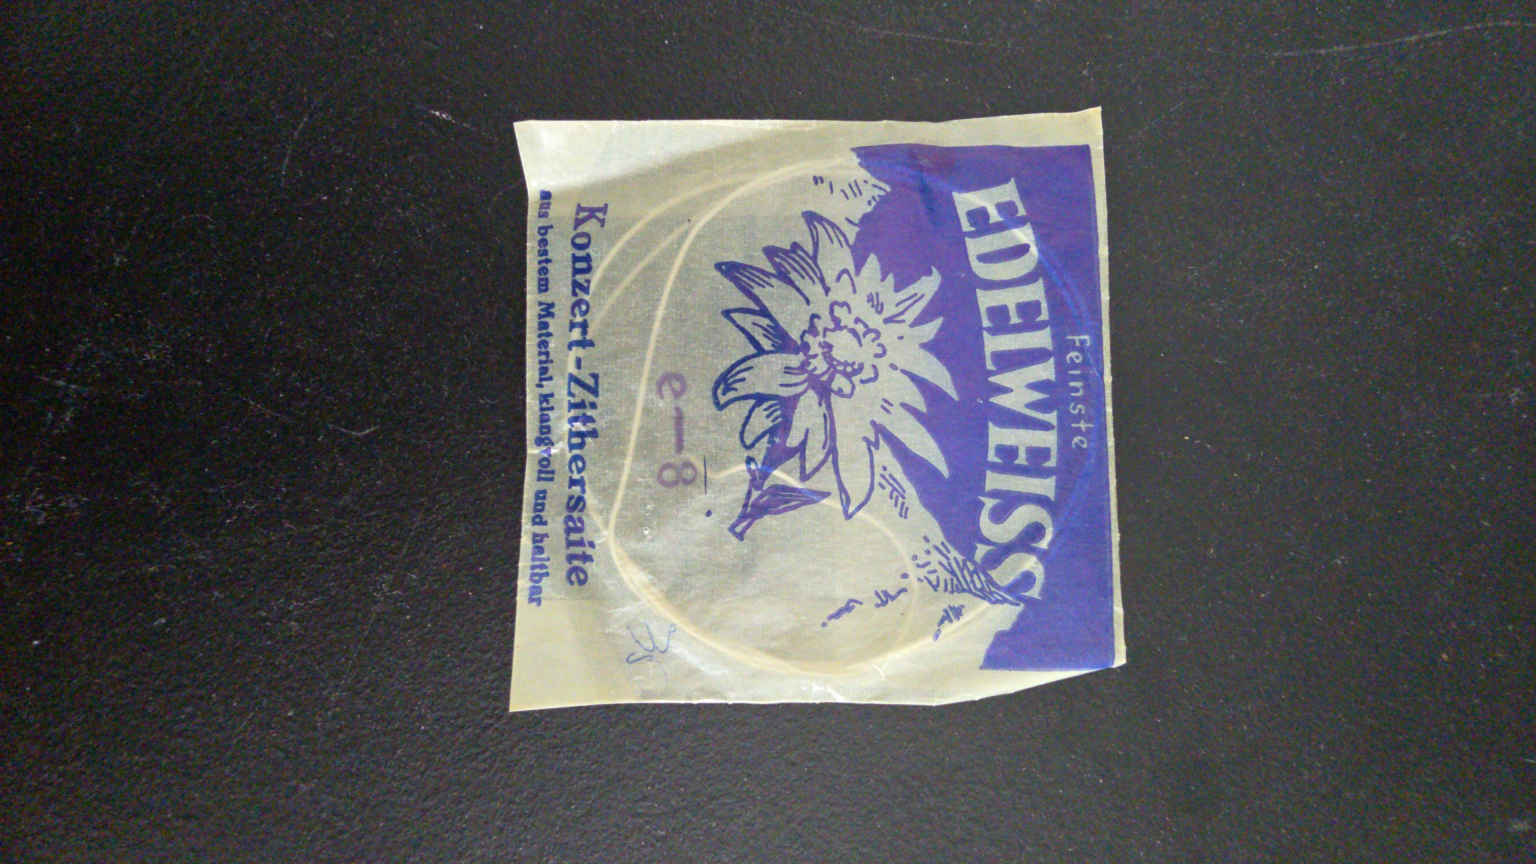 Feinste
EDELWEISS
e—8
Konzert-Zithersaite
aus bestem Material, klangvoll und haltbar